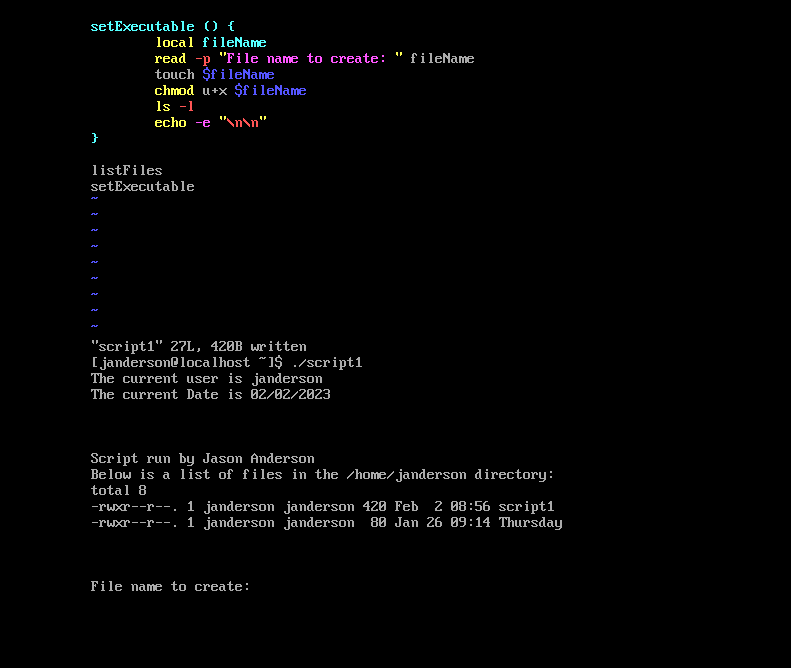 setExecutable () {
        local fileName
        read -p "File name to create: " fileName
        touch $fileName
        chmod u+x $fileName
        ls -l
        echo -e "\n\n"
}

listFiles
setExecutable
~
~
~
~
~
~
~
~
~
"script1" 27L, 420B written
[janderson@localhost ~]$ ./script1
The current user is janderson
The current Date is 02/02/2023

Script run by Jason Anderson
Below is a list of files in the /home/janderson directory:
total 8
-rwxr--r--. 1 janderson janderson 420 Feb  2 08:56 script1
-rwxr--r--. 1 janderson janderson  80 Jan 26 09:14 Thursday

File name to create: